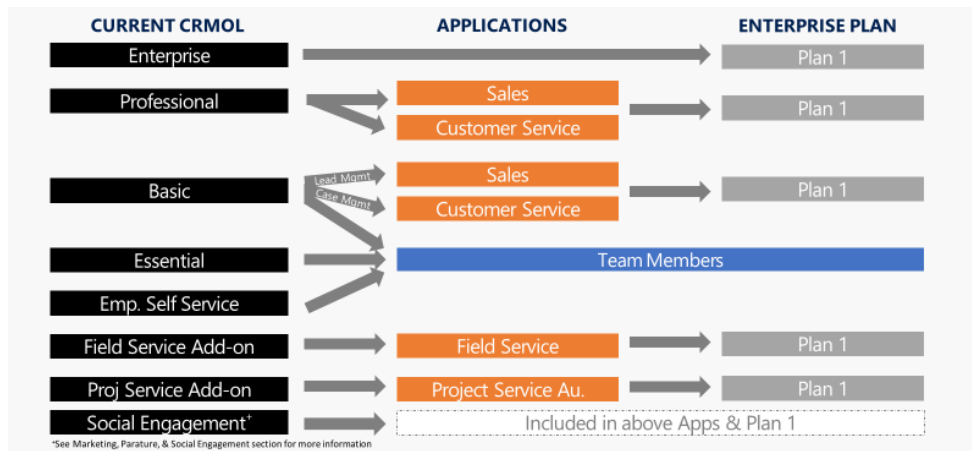 CURRENT CRMOL APPLICATIONS ENTERPRISE PLAN
Enterprise Plan 1
Professional Sales Plan 1
Customer Service
Basic Lead Mgmt Sales Plan 1
Case Mgmt Customer Service
Essential Team Members
Emp. Self Service
Field Service Add-on Field Service Plan 1
Proj Service Add-on Project Service Au. Plan 1
Social Engagement⁺ Included in above Apps & Plan 1
⁺See Marketing, Parature, & Social Engagement section for more information